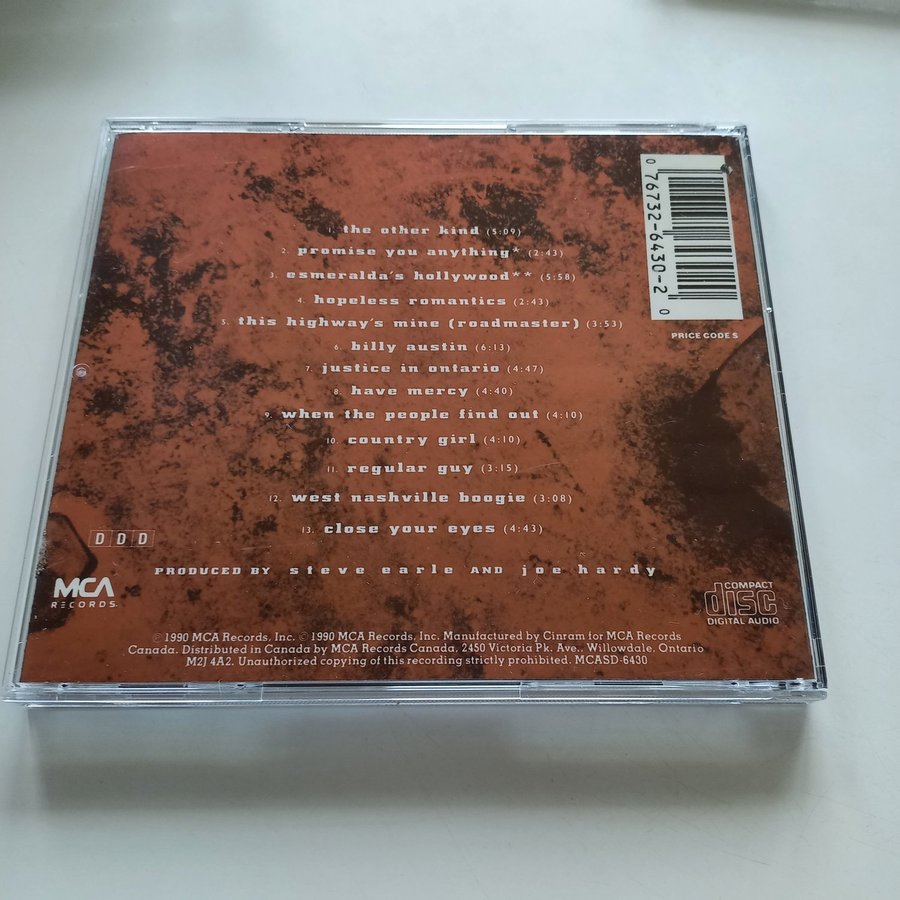 1. the other kind (5:09)
2. promise you anything* (2:43)
3. esmeralda's hollywood** (5:58)
4. hopeless romantics (2:43)
5. this highway's mine (roadmaster) (3:53)
6. billy austin (6:13)
7. justice in ontario (4:47)
8. have mercy (4:40)
9. when the people find out (4:10)
10. country girl (4:10)
11. regular guy (3:15)
12. west nashville boogie (3:08)
13. close your eyes (4:43)
PRODUCED BY steve earle AND joe hardy
0 76732-6430-2 0
PRICE CODE S
DDD
MCA
RECORDS.
COMPACT
disc
DIGITAL AUDIO
℗ 1990 MCA Records, Inc. © 1990 MCA Records, Inc. Manufactured by Cinram for MCA Records
Canada. Distributed in Canada by MCA Records Canada, 2450 Victoria Pk. Ave., Willowdale, Ontario
M2J 4A2. Unauthorized copying of this recording strictly prohibited. MCASD-6430